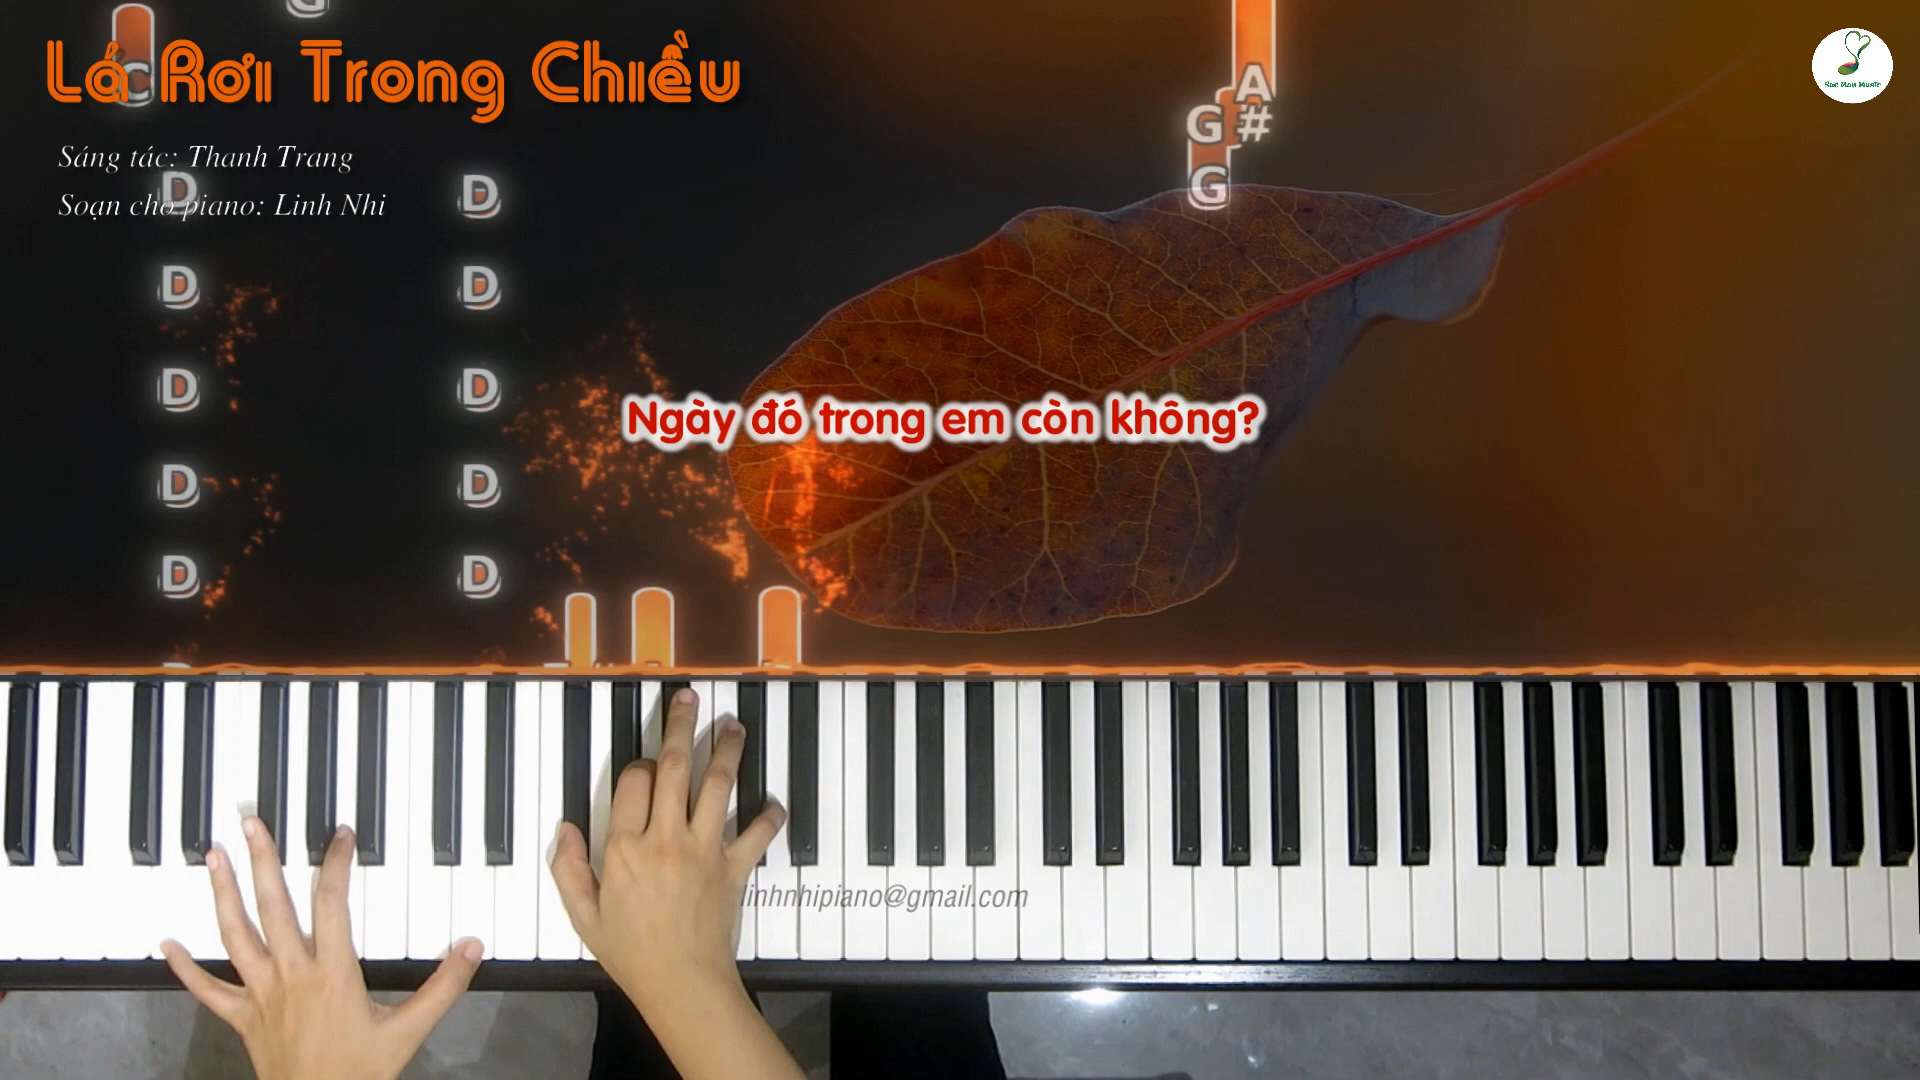 G
Lá Rơi Trong Chiều
C
A
G #
Sáng tác: Thanh Trang
D D G
Soạn cho piano: Linh Nhi
D D
D D
Ngày đó trong em còn không?
D D
D D
linhnhipiano@gmail.com